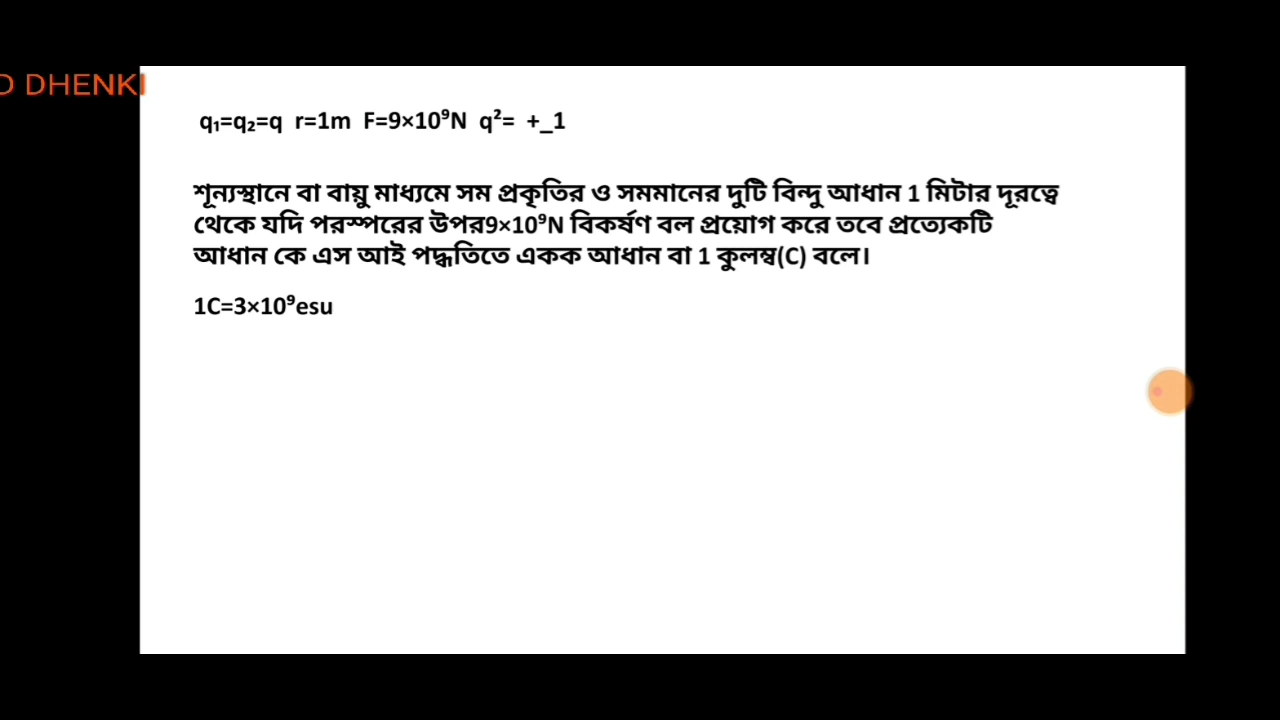 D DHENKI
q₁=q₂=q r=1m F=9×10⁹N q²= +_1
শূন্যস্থানে বা বায়ু মাধ্যমে সম প্রকৃতির ও সমমানের দুটি বিন্দু আধান 1 মিটার দূরত্বে
থেকে যদি পরস্পরের উপর9×10⁹N বিকর্ষণ বল প্রয়োগ করে তবে প্রত্যেকটি
আধান কে এস আই পদ্ধতিতে একক আধান বা 1 কুলম্ব(C) বলে।
1C=3×10⁹esu